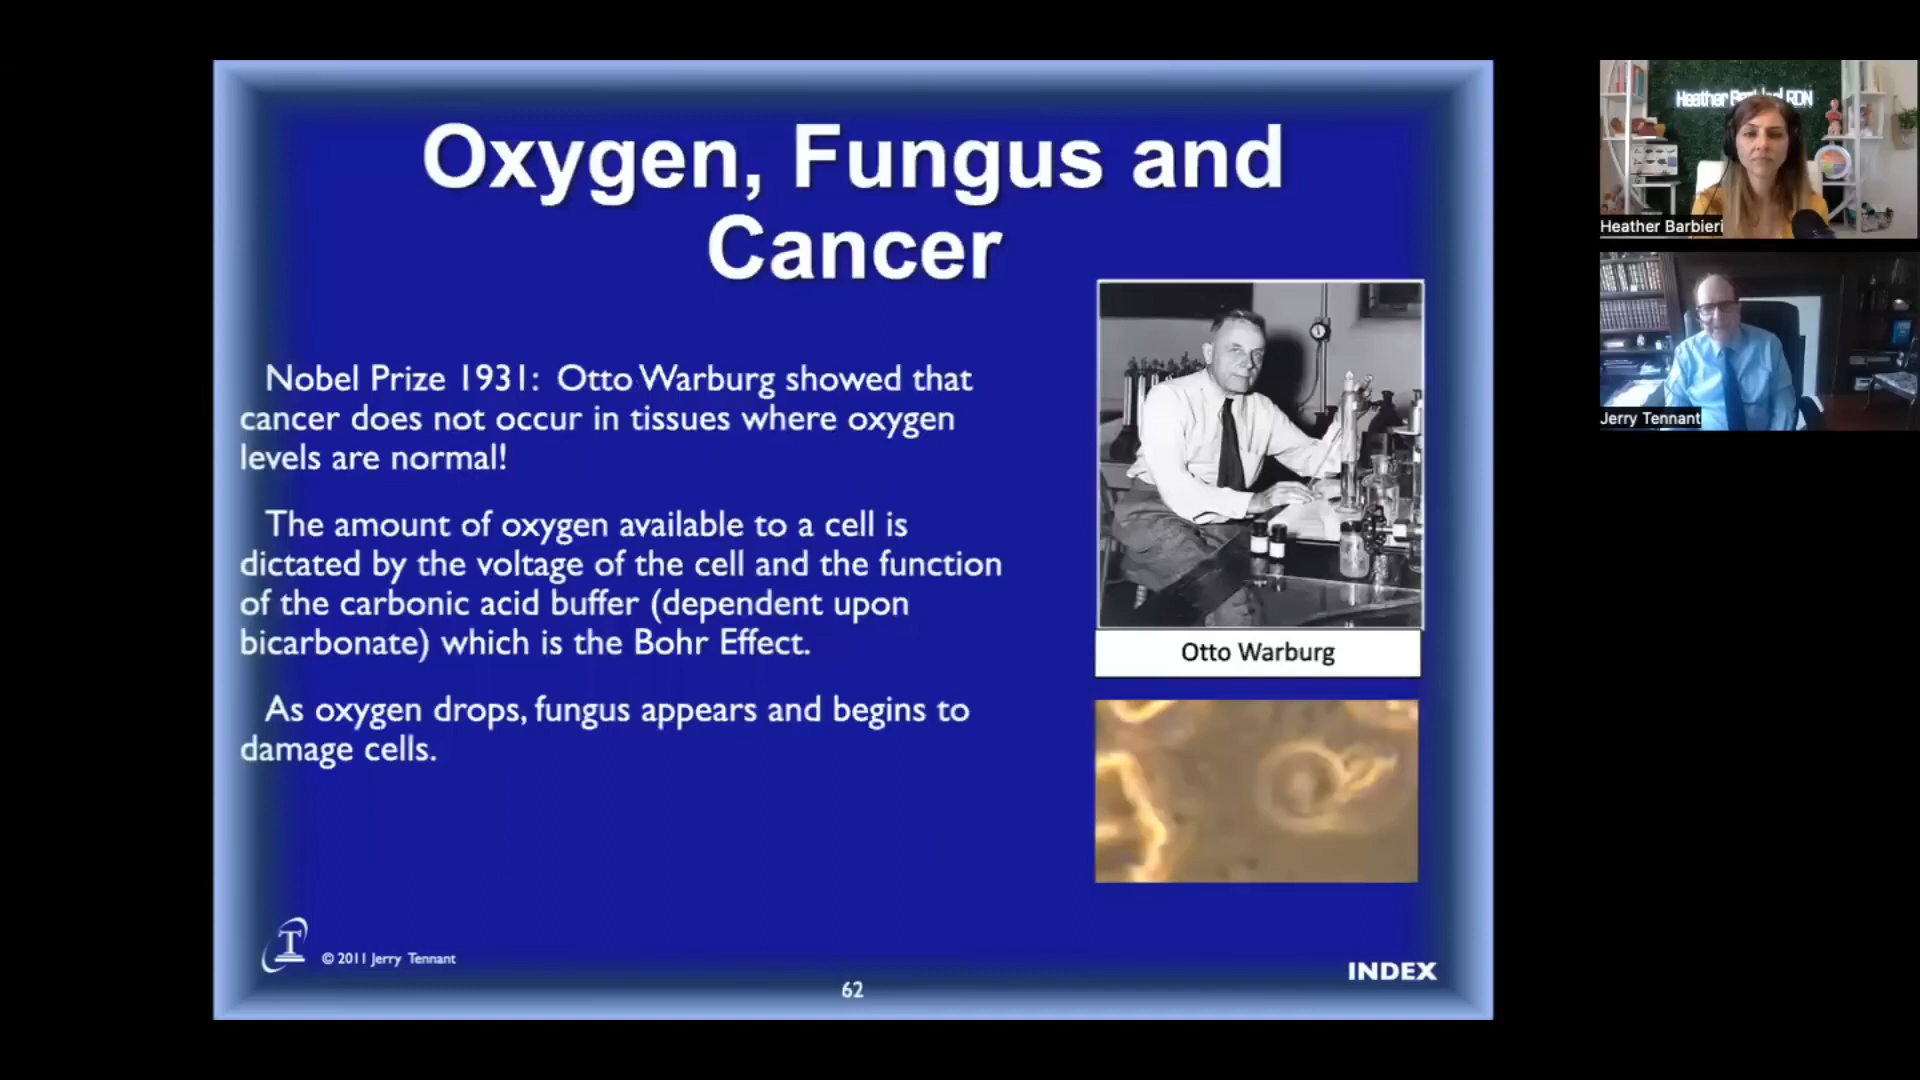 Oxygen, Fungus and
Cancer
Nobel Prize 1931: Otto Warburg showed that
cancer does not occur in tissues where oxygen
levels are normal!
The amount of oxygen available to a cell is
dictated by the voltage of the cell and the function
of the carbonic acid buffer (dependent upon
bicarbonate) which is the Bohr Effect.
As oxygen drops, fungus appears and begins to
damage cells.
Otto Warburg
T
© 2011 Jerry Tennant
62
INDEX
Heather RDN
Heather Barbieri
Jerry Tennant